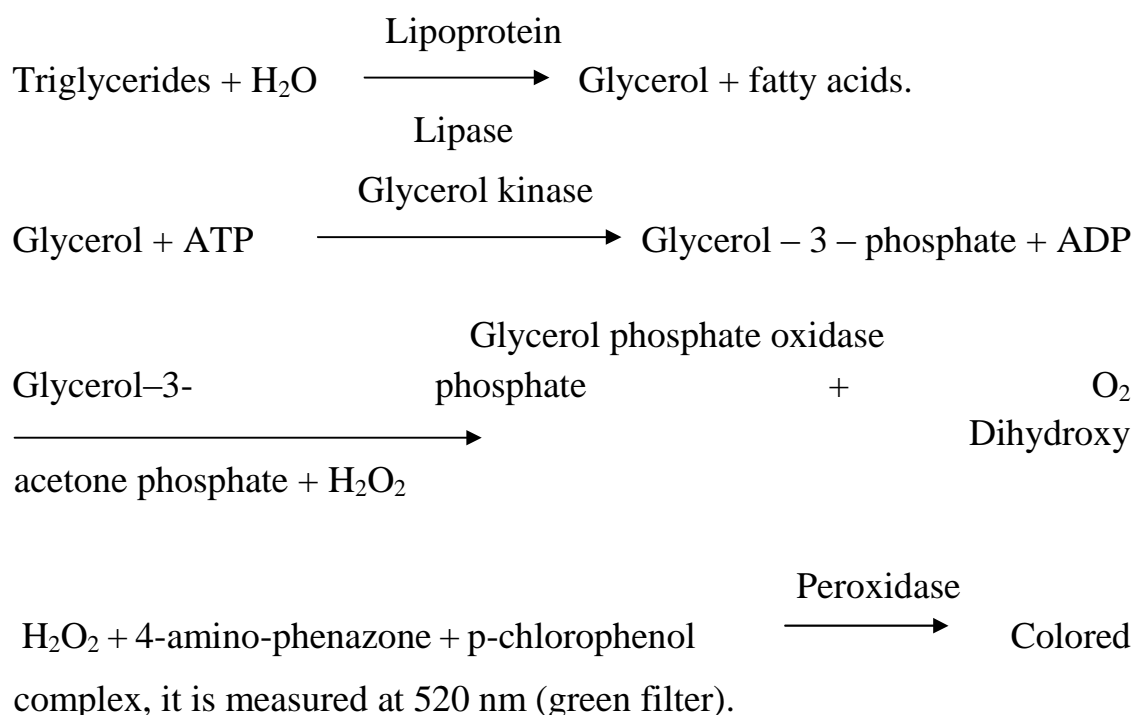 Lipoprotein
Triglycerides + H₂O Glycerol + fatty acids.
Lipase
Glycerol kinase
Glycerol + ATP Glycerol – 3 – phosphate + ADP
Glycerol phosphate oxidase
Glycerol–3- phosphate + O₂
Dihydroxy
acetone phosphate + H₂O₂
Peroxidase
H₂O₂ + 4-amino-phenazone + p-chlorophenol Colored
complex, it is measured at 520 nm (green filter).